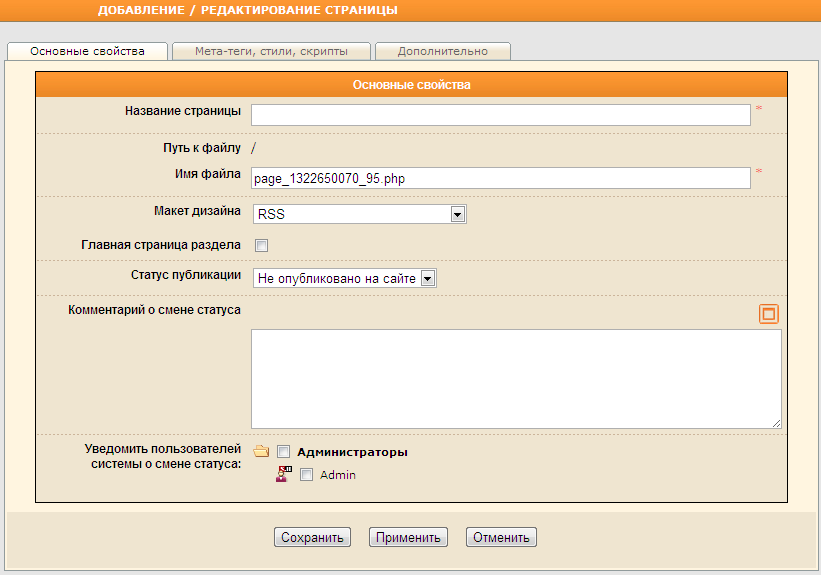 ДОБАВЛЕНИЕ / РЕДАКТИРОВАНИЕ СТРАНИЦЫ
Основные свойства Мета-теги, стили, скрипты Дополнительно
Основные свойства
Название страницы *
Путь к файлу /
Имя файла page_1322650070_95.php *
Макет дизайна RSS
Главная страница раздела
Статус публикации Не опубликовано на сайте
Комментарий о смене статуса
Уведомить пользователей
системы о смене статуса:
Администраторы
Admin
Сохранить Применить Отменить